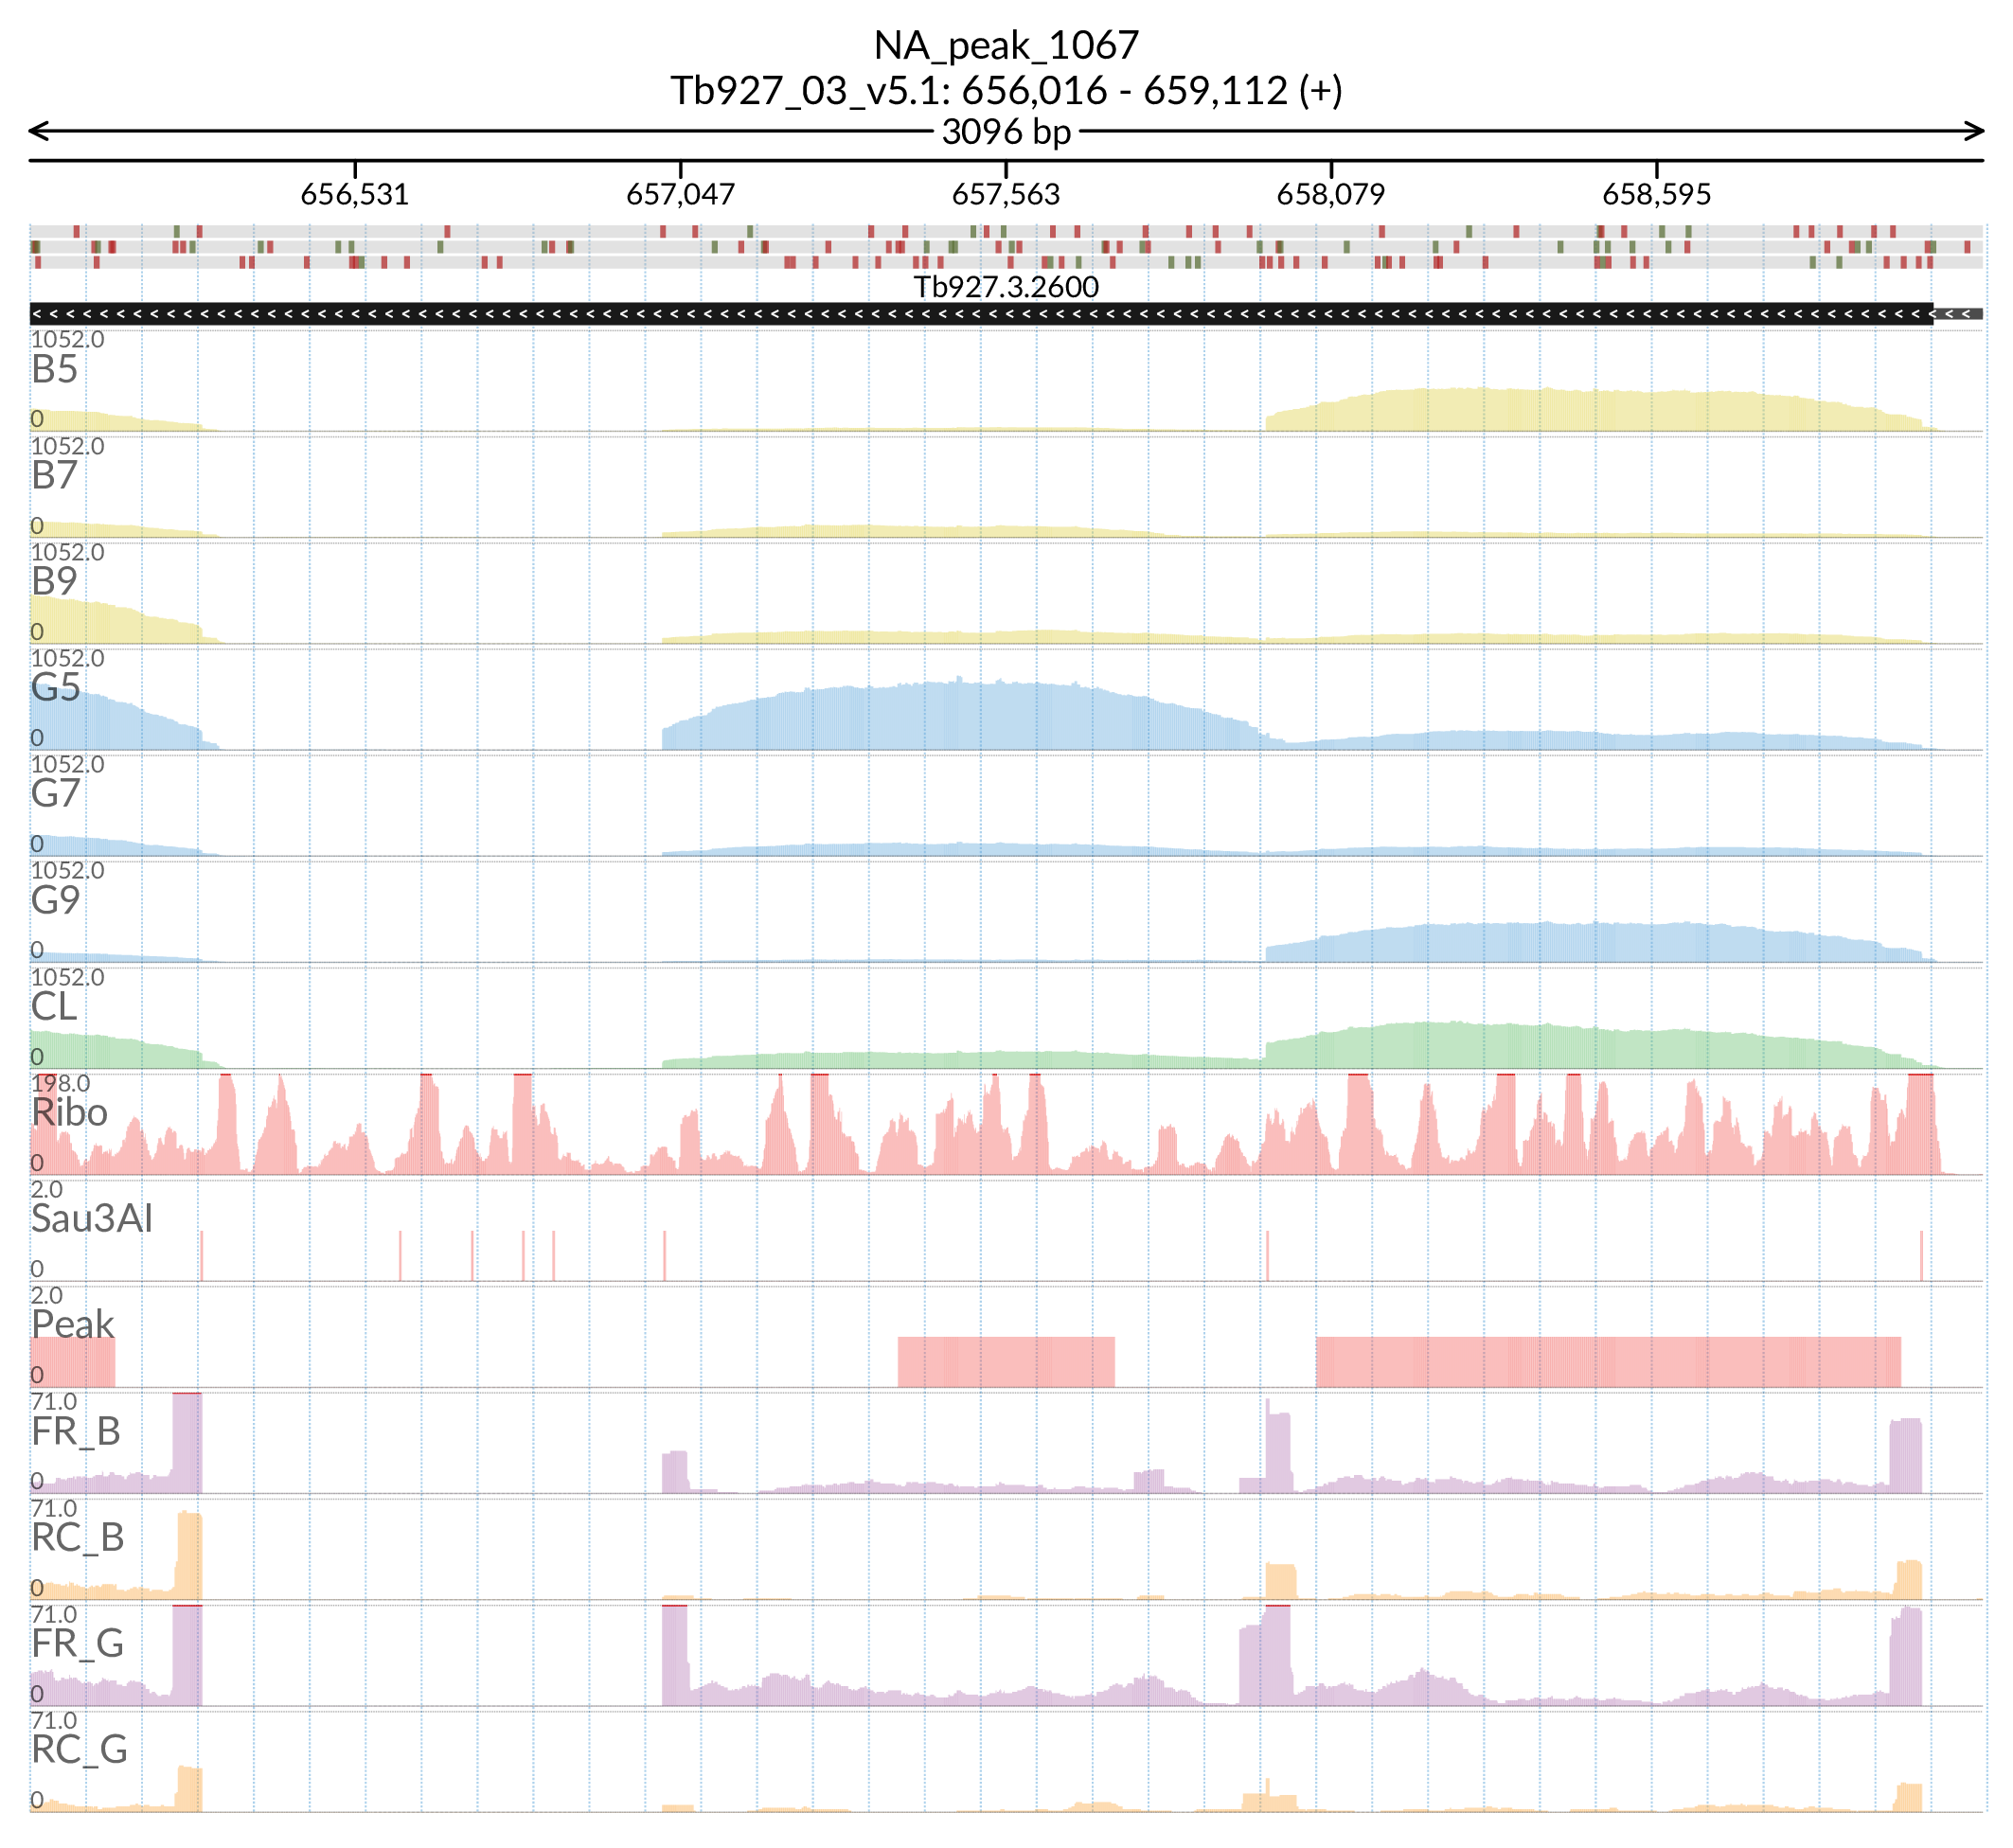 NA_peak_1067
Tb927_03_v5.1: 656,016 - 659,112 (+)
3096 bp
656,531 657,047 657,563 658,079 658,595
Tb927.3.2600
1052.0
B5
0
1052.0
B7
0
1052.0
B9
0
1052.0
G5
0
1052.0
G7
0
1052.0
G9
0
1052.0
CL
0
198.0
Ribo
0
2.0
Sau3AI
0
2.0
Peak
0
71.0
FR_B
0
71.0
RC_B
0
71.0
FR_G
0
71.0
RC_G
0